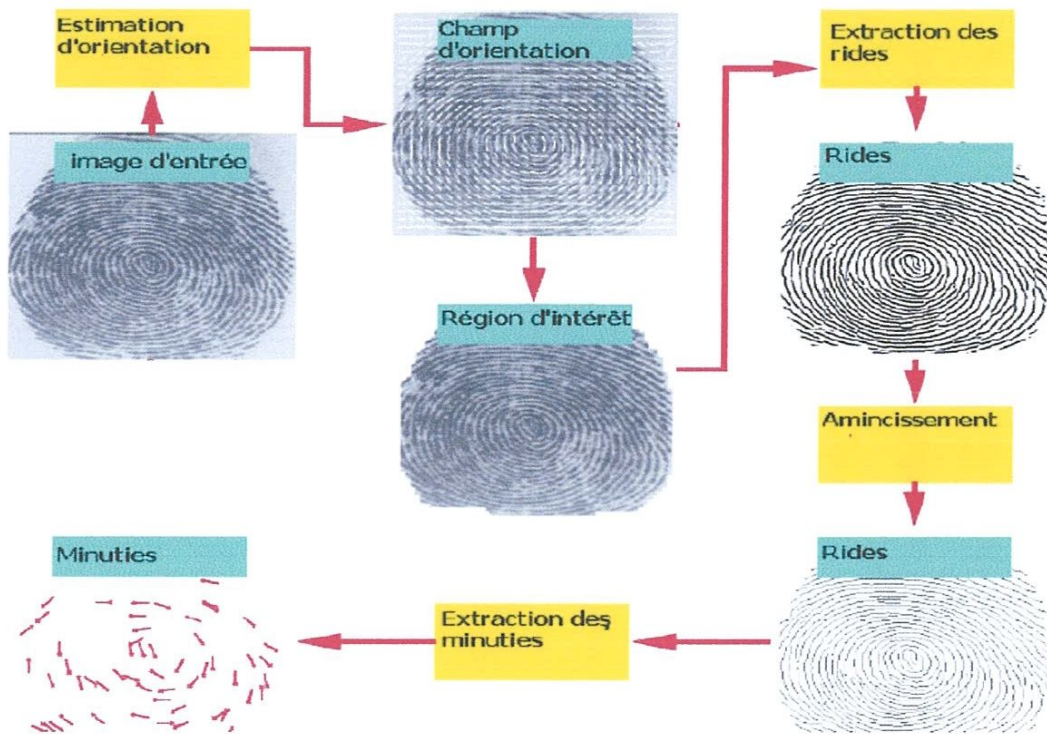 Estimation
d'orientation
image d'entrée
Champ
d'orientation
Région d'intérêt
Extraction des
rides
Rides
Amincissement
Rides
Extraction des
minuties
Minuties